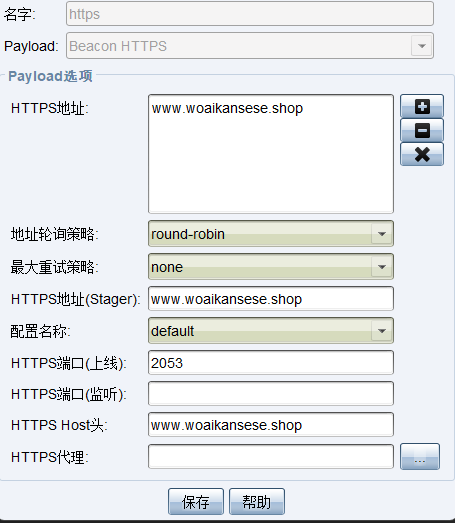 名字: https
Payload: Beacon HTTPS
Payload选项
HTTPS地址: www.woaikansese.shop
地址轮询策略: round-robin
最大重试策略: none
HTTPS地址(Stager): www.woaikansese.shop
配置名称: default
HTTPS端口(上线): 2053
HTTPS端口(监听):
HTTPS Host头: www.woaikansese.shop
HTTPS代理: ...
保存 帮助